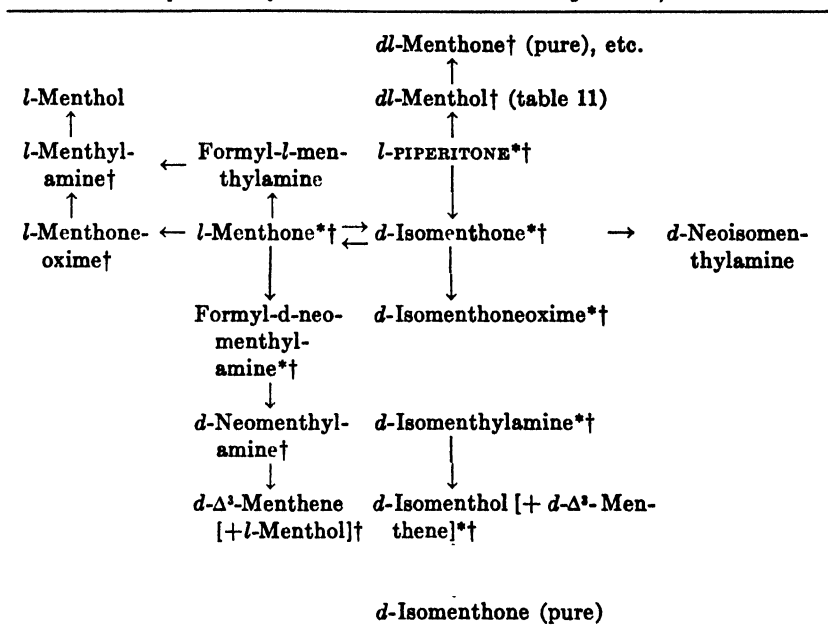 dl-Menthone† (pure), etc.
↑
l-Menthol dl-Menthol† (table 11)
↑ ↑
l-Menthyl- ← Formyl-l-men- l-PIPERITONE*†
amine† thylamine
↑ ↑ ↓
l-Menthone- ← l-Menthone*† ⇄ d-Isomenthone*† → d-Neoisomen-
oxime† thylamine
↓ ↓
Formyl-d-neo- d-Isomenthoneoxime*†
menthyl-
amine*†
↓
d-Neomenthyl- d-Isomenthylamine*†
amine†
↓ ↓
d-Δ³-Menthene d-Isomenthol [+ d-Δ³-Men-
[+l-Menthol]† thene]*†
d-Isomenthone (pure)